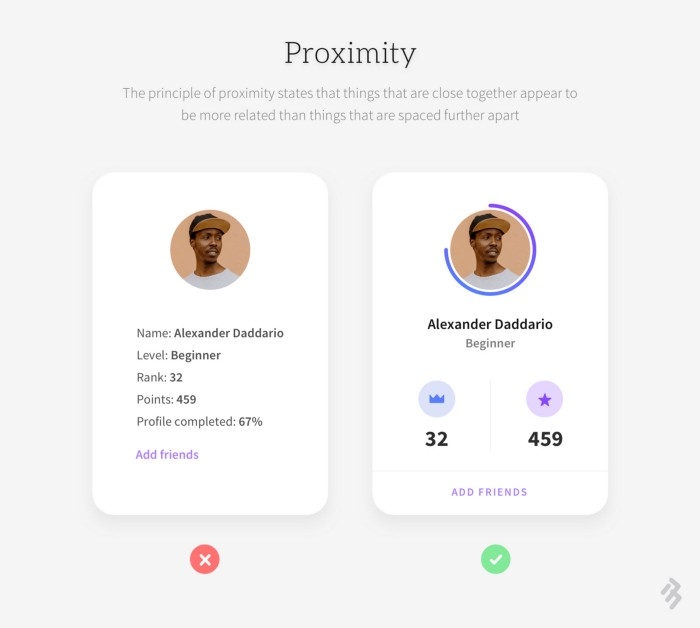 Proximity
The principle of proximity states that things that are close together appear to
be more related than things that are spaced further apart
Name: Alexander Daddario
Level: Beginner
Rank: 32
Points: 459
Profile completed: 67%
Add friends
Alexander Daddario
Beginner
32
459
ADD FRIENDS